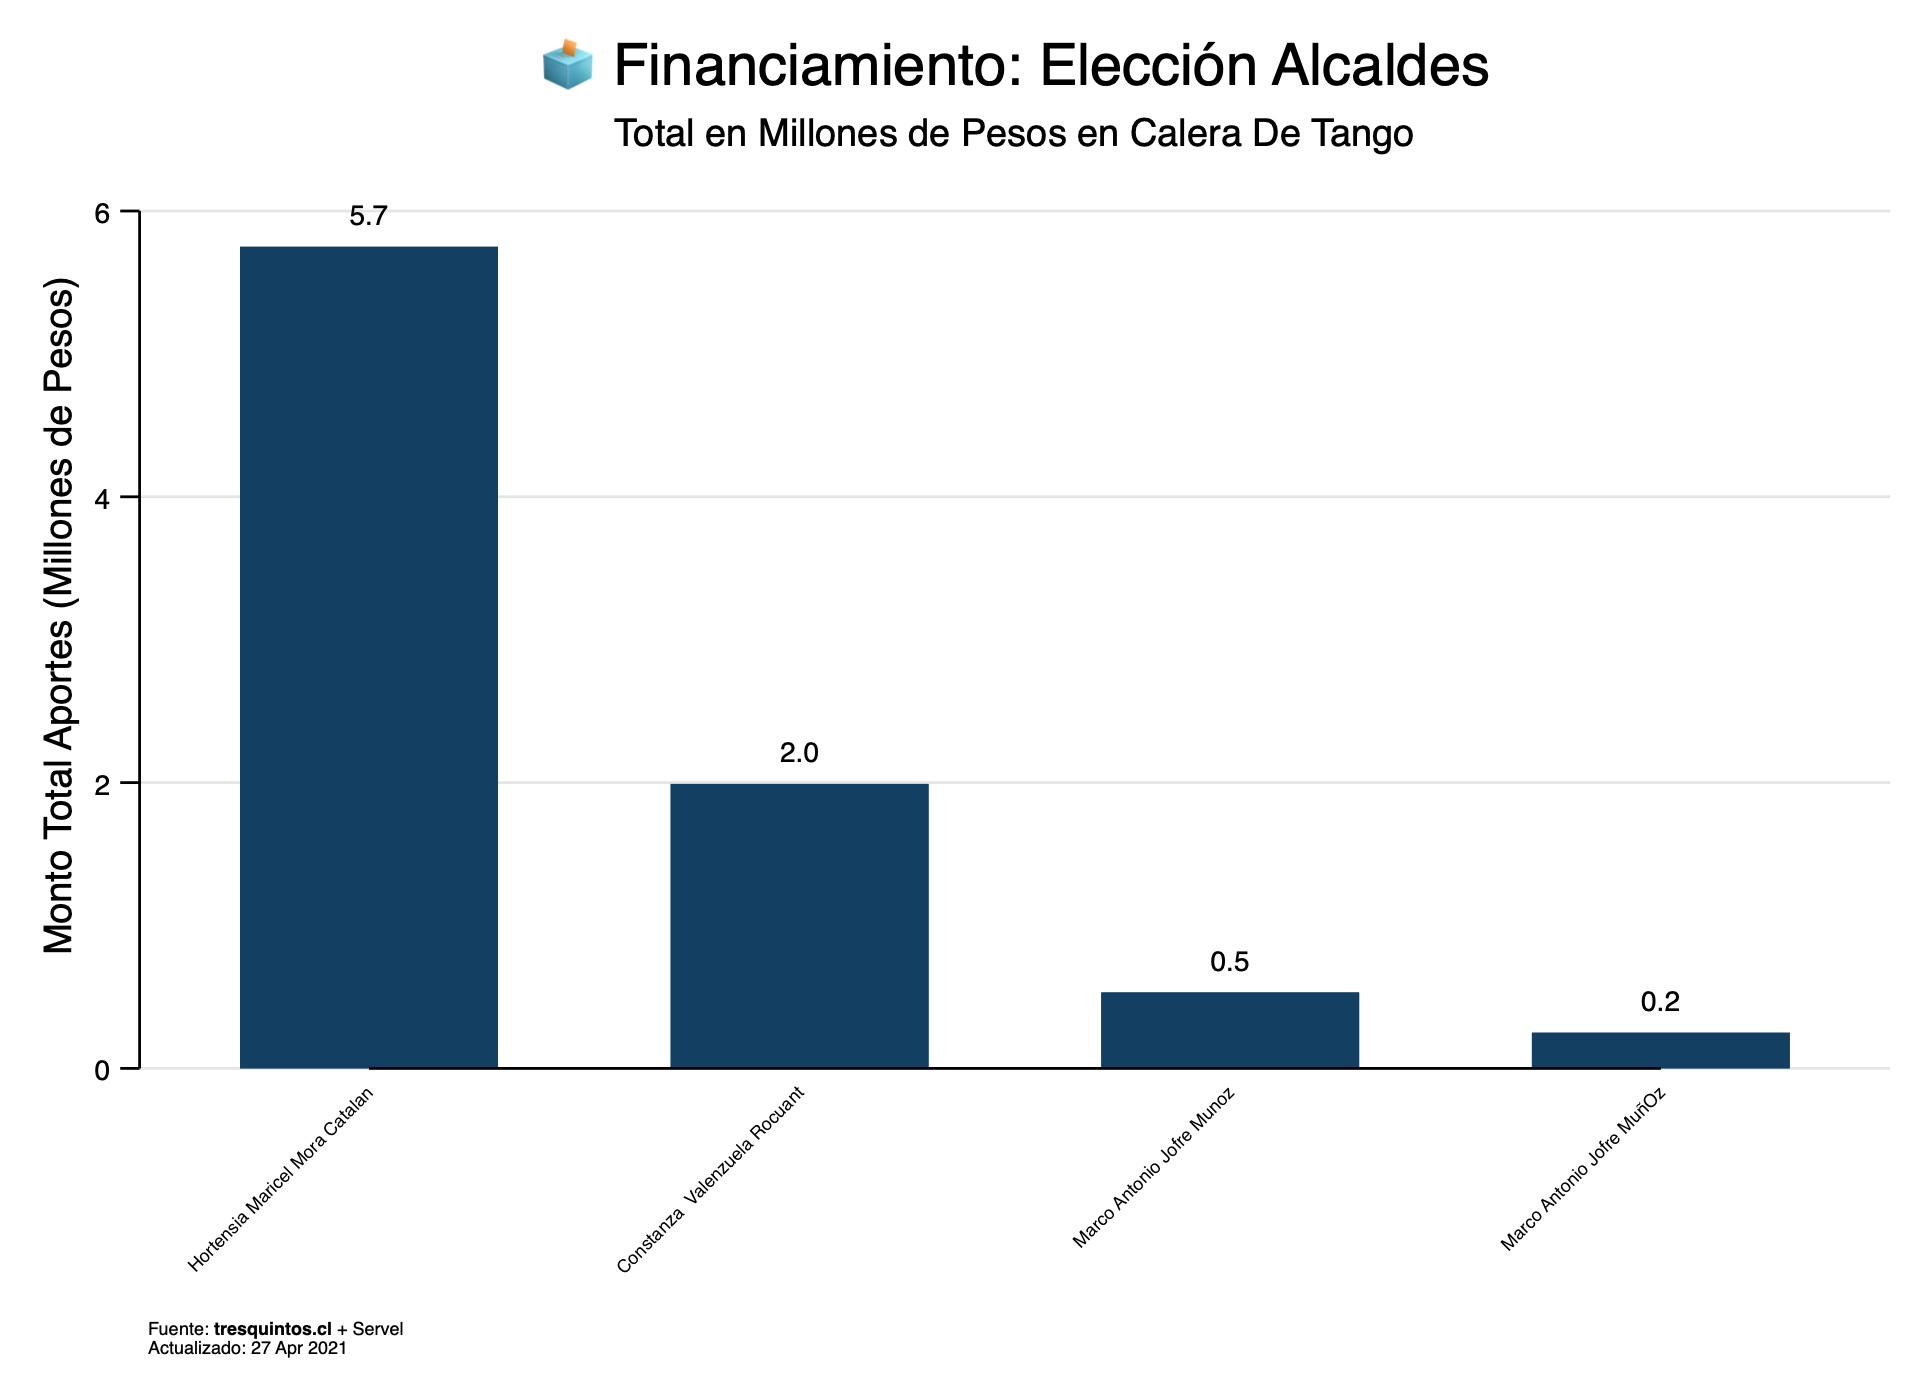 Financiamiento: Elección Alcaldes
Total en Millones de Pesos en Calera De Tango
Monto Total Aportes (Millones de Pesos)
6
4
2
0
5.7
2.0
0.5
0.2
Hortensia Maricel Mora Catalan
Constanza  Valenzuela Rocuant
Marco Antonio Jofre Munoz
Marco Antonio Jofre MuñOz
Fuente: tresquintos.cl + Servel
Actualizado: 27 Apr 2021